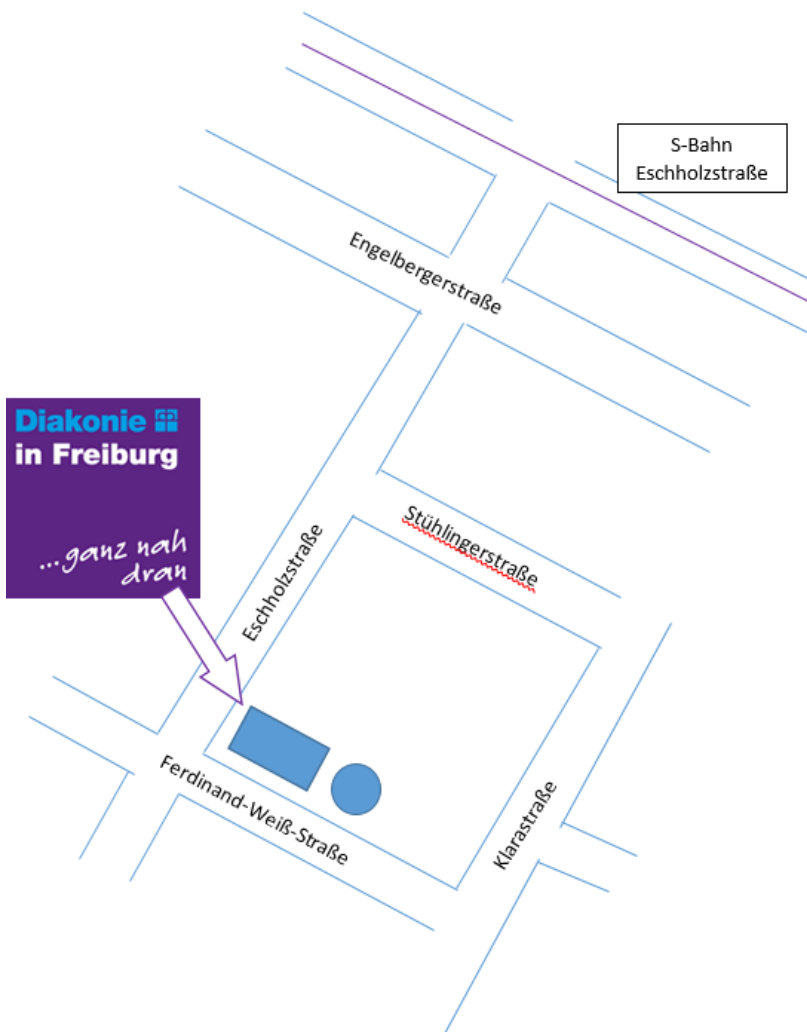 S-Bahn
Eschholzstraße
Engelbergerstraße
Diakonie
in Freiburg
...ganz nah
dran
Stühlingerstraße
Eschholzstraße
Ferdinand-Weiß-Straße
Klarastraße